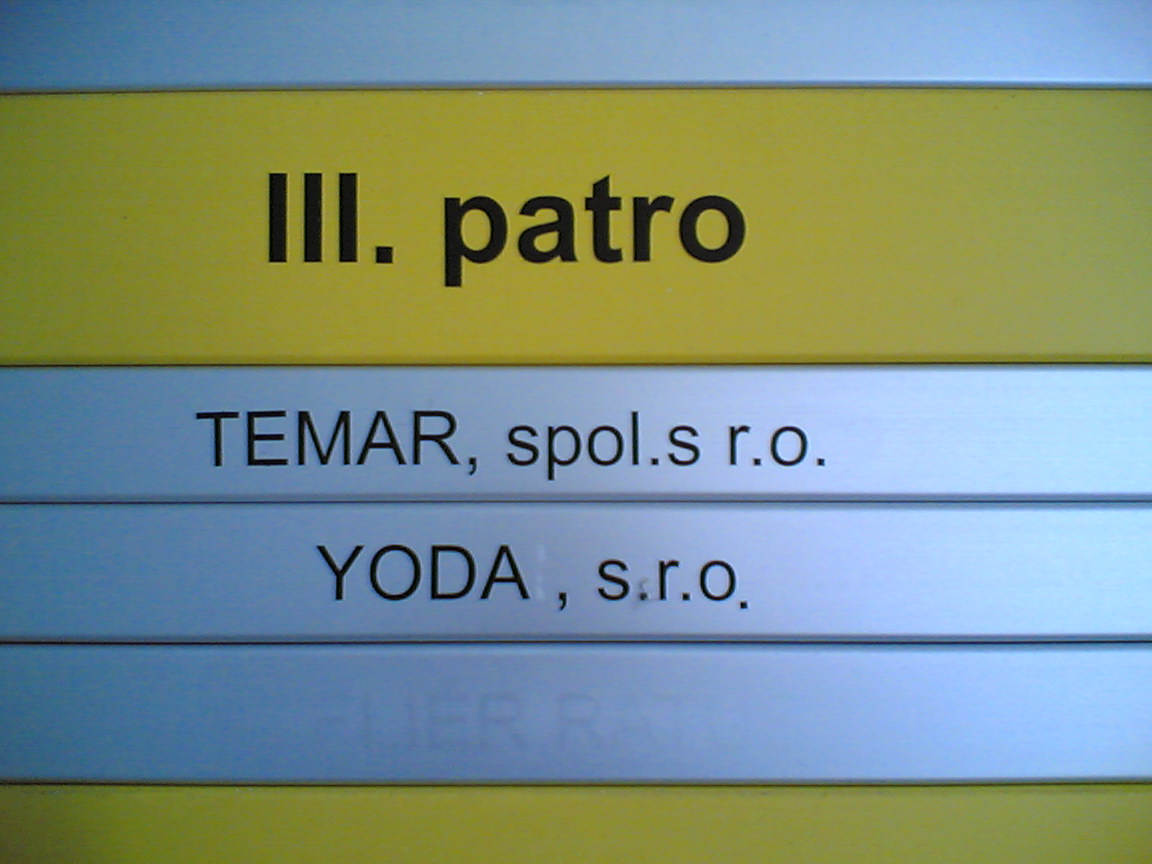 III. patro
TEMAR, spol.s r.o.
YODA , s.r.o.